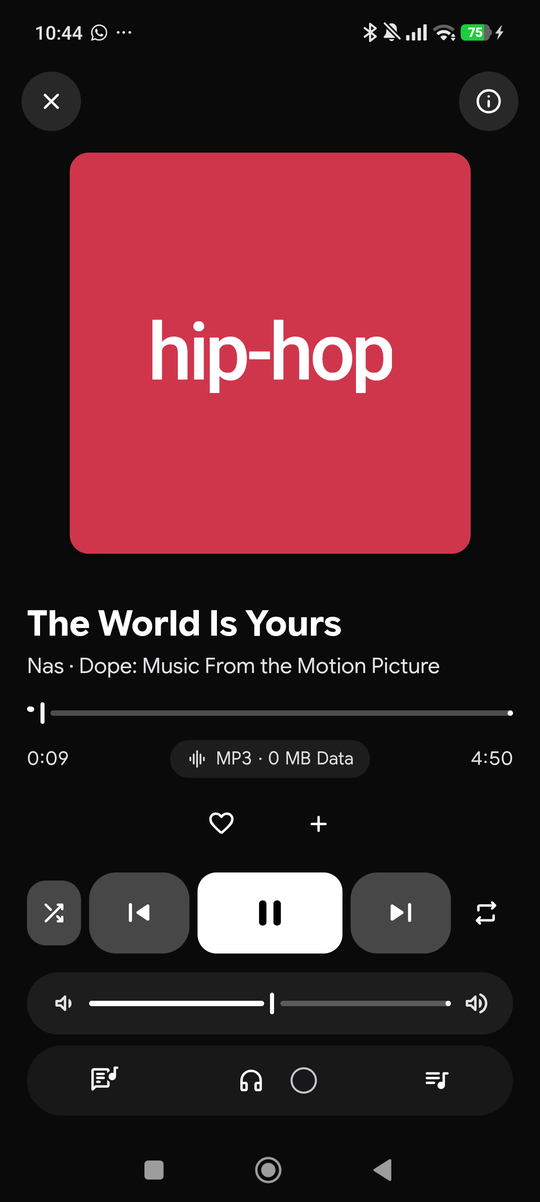 10:44
75
hip-hop
The World Is Yours
Nas · Dope: Music From the Motion Picture
0:09
MP3 · 0 MB Data
4:50